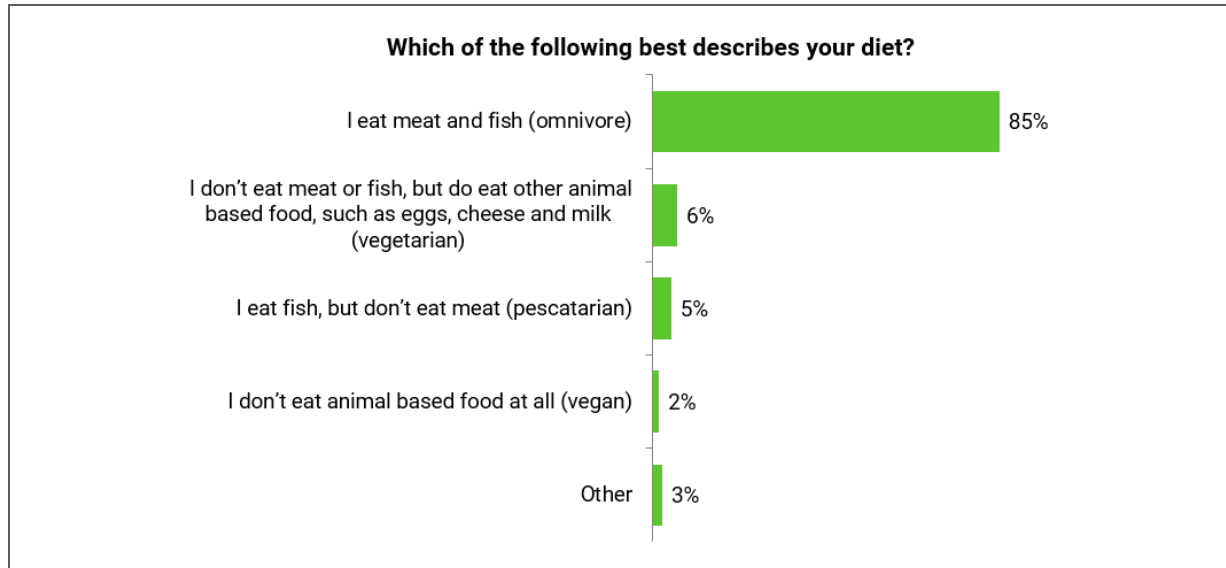 Which of the following best describes your diet?
I eat meat and fish (omnivore)
85%
I don’t eat meat or fish, but do eat other animal
based food, such as eggs, cheese and milk
(vegetarian)
6%
I eat fish, but don’t eat meat (pescatarian)
5%
I don’t eat animal based food at all (vegan)
2%
Other
3%